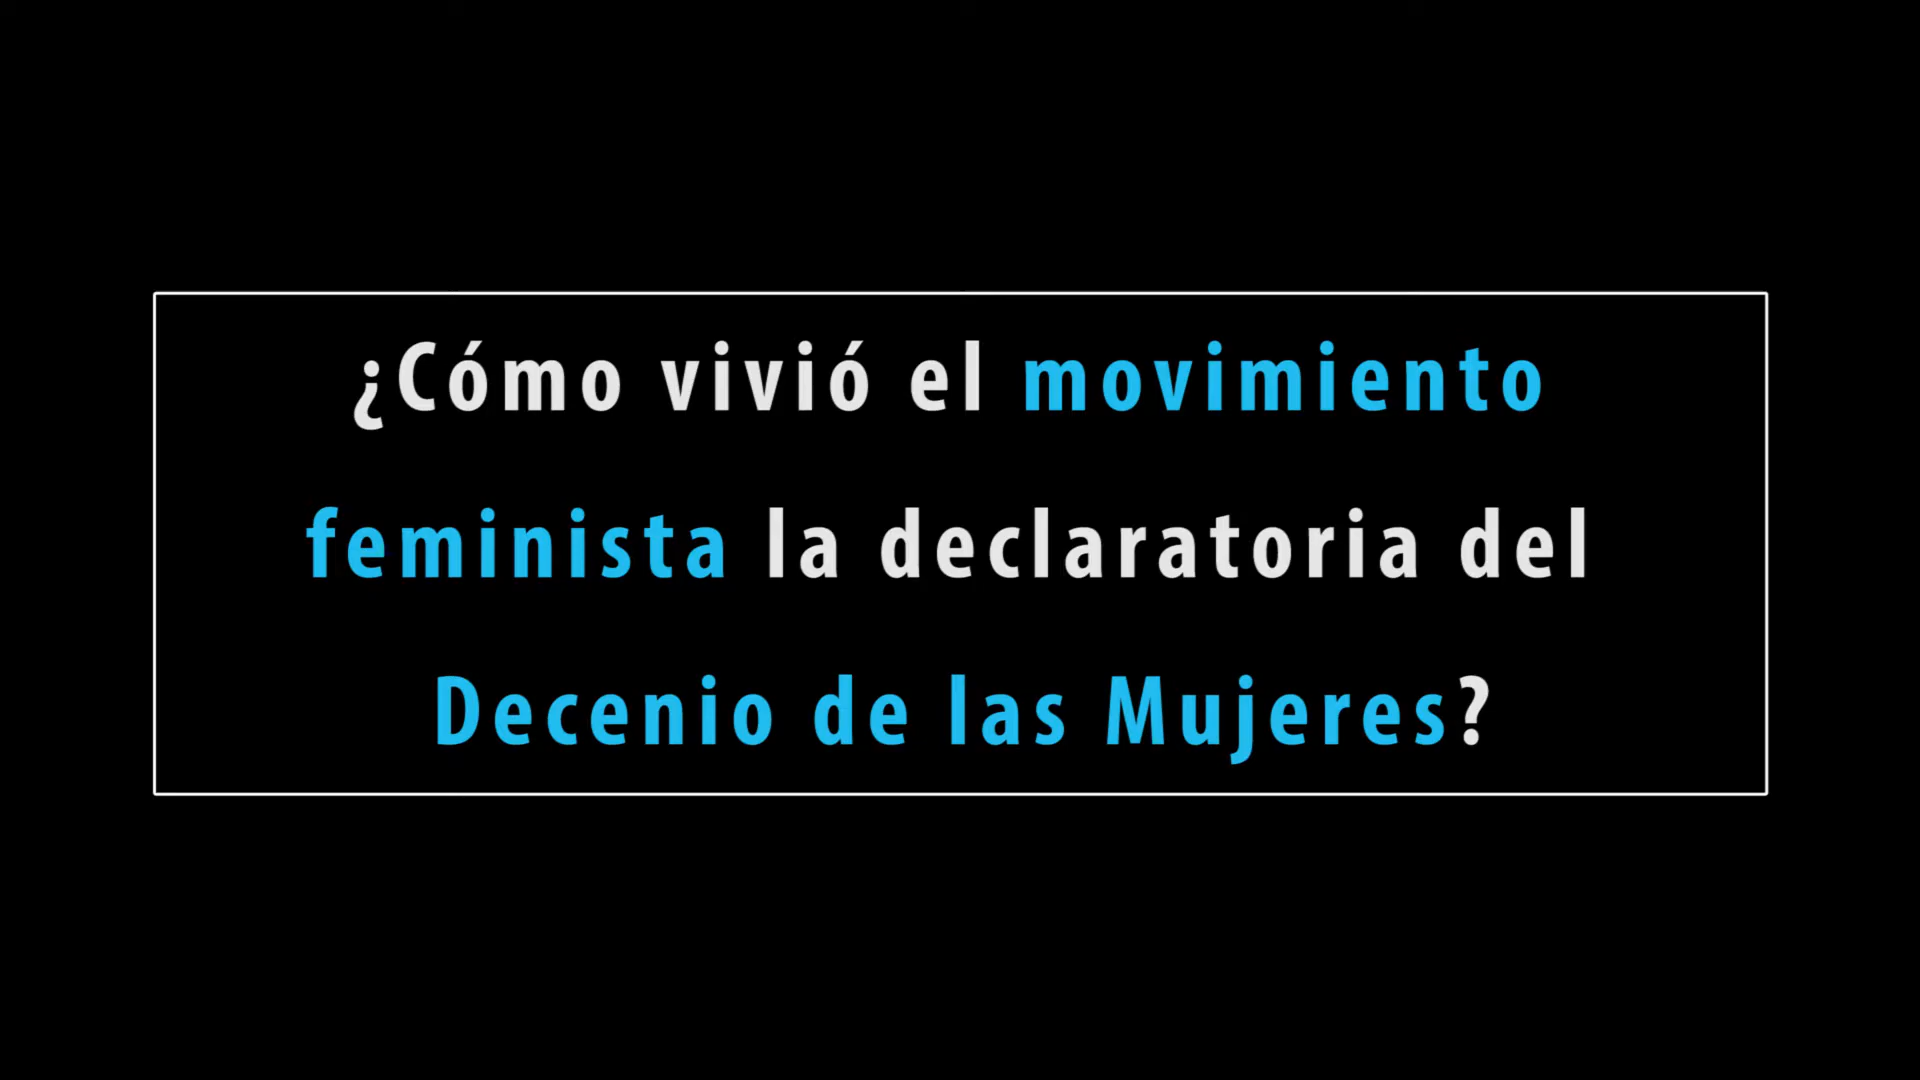 ¿Cómo vivió el movimiento
feminista la declaratoria del
Decenio de las Mujeres?